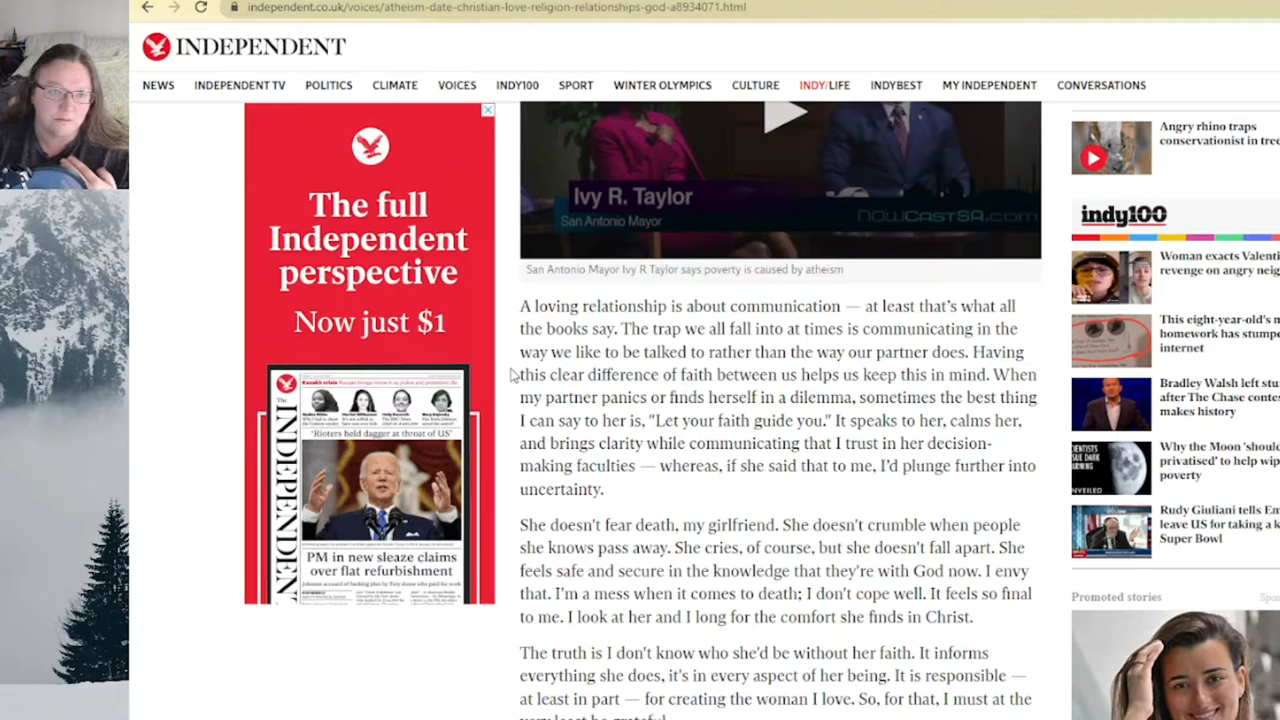 independent.co.uk/voices/atheism-date-christian-love-religion-relationships-god-a8934071.html
INDEPENDENT
NEWS INDEPENDENT TV POLITICS CLIMATE VOICES INDY100 SPORT WINTER OLYMPICS CULTURE INDY/LIFE INDYBEST MY INDEPENDENT CONVERSATIONS
The full
Independent
perspective
Now just $1
THE INDEPENDENT
'Rioters held dagger at throat of US'
PM in new sleaze claims
over flat refurbishment
Ivy R. Taylor
San Antonio Mayor
NOWCASTSA.COM
San Antonio Mayor Ivy R Taylor says poverty is caused by atheism
A loving relationship is about communication — at least that's what all
the books say. The trap we all fall into at times is communicating in the
way we like to be talked to rather than the way our partner does. Having
this clear difference of faith between us helps us keep this in mind. When
my partner panics or finds herself in a dilemma, sometimes the best thing
I can say to her is, "Let your faith guide you." It speaks to her, calms her,
and brings clarity while communicating that I trust in her decision-
making faculties — whereas, if she said that to me, I'd plunge further into
uncertainty.
She doesn't fear death, my girlfriend. She doesn't crumble when people
she knows pass away. She cries, of course, but she doesn't fall apart. She
feels safe and secure in the knowledge that they're with God now. I envy
that. I'm a mess when it comes to death; I don't cope well. It feels so final
to me. I look at her and I long for the comfort she finds in Christ.
The truth is I don't know who she'd be without her faith. It informs
everything she does, it's in every aspect of her being. It is responsible —
at least in part — for creating the woman I love. So, for that, I must at the
very least be grateful.
Angry rhino traps
conservationist in tree
indy100
Woman exacts Valenti
revenge on angry neig
This eight-year-old's m
homework has stumpe
internet
Bradley Walsh left stu
after The Chase contes
makes history
Why the Moon 'should
privatised' to help wip
poverty
Rudy Giuliani tells Em
leave US for taking a k
Super Bowl
Promoted stories
Spo